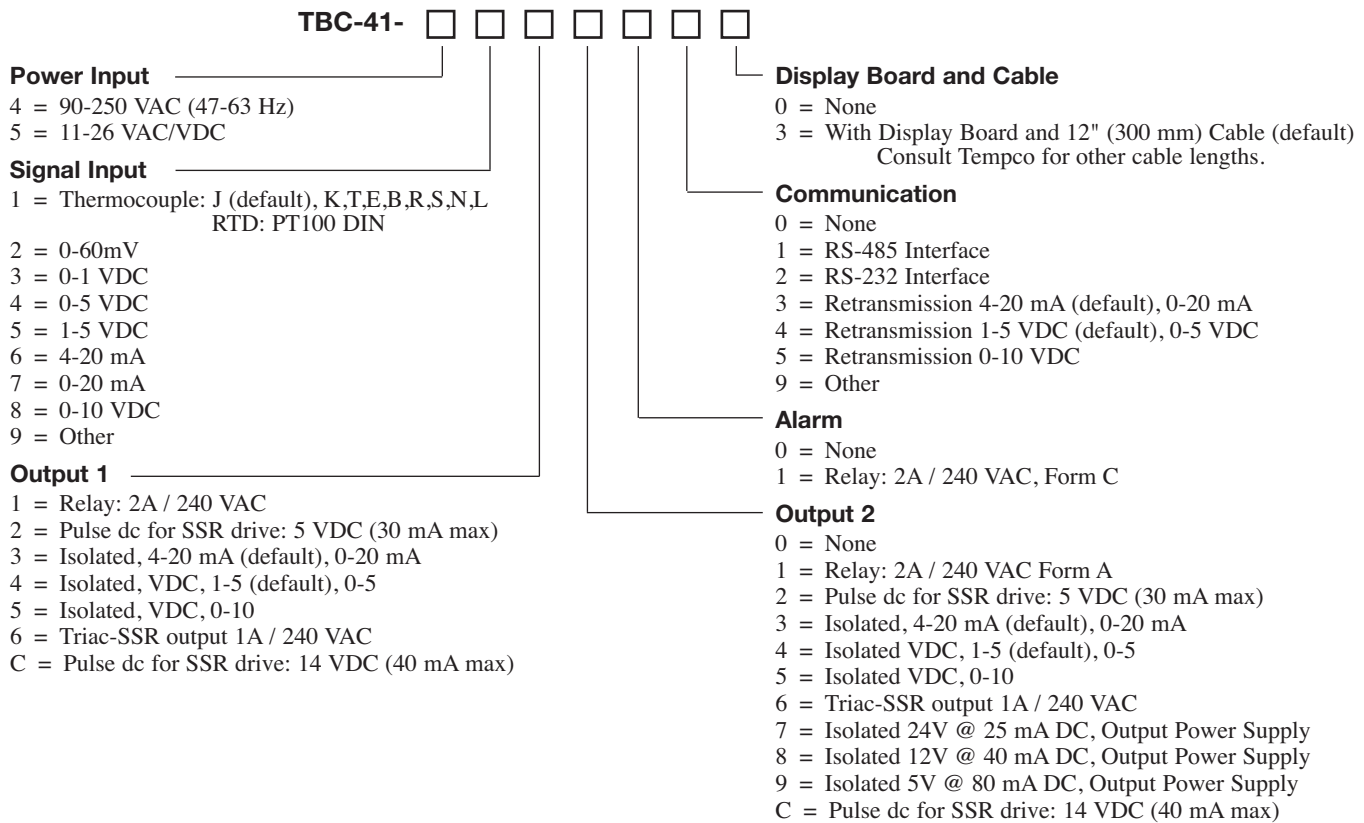 TBC-41-
Power Input
4 = 90-250 VAC (47-63 Hz)
5 = 11-26 VAC/VDC
Signal Input
1 = Thermocouple: J (default), K,T,E,B,R,S,N,L
RTD: PT100 DIN
2 = 0-60mV
3 = 0-1 VDC
4 = 0-5 VDC
5 = 1-5 VDC
6 = 4-20 mA
7 = 0-20 mA
8 = 0-10 VDC
9 = Other
Output 1
1 = Relay: 2A / 240 VAC
2 = Pulse dc for SSR drive: 5 VDC (30 mA max)
3 = Isolated, 4-20 mA (default), 0-20 mA
4 = Isolated, VDC, 1-5 (default), 0-5
5 = Isolated, VDC, 0-10
6 = Triac-SSR output 1A / 240 VAC
C = Pulse dc for SSR drive: 14 VDC (40 mA max)
Display Board and Cable
0 = None
3 = With Display Board and 12" (300 mm) Cable (default)
Consult Tempco for other cable lengths.
Communication
0 = None
1 = RS-485 Interface
2 = RS-232 Interface
3 = Retransmission 4-20 mA (default), 0-20 mA
4 = Retransmission 1-5 VDC (default), 0-5 VDC
5 = Retransmission 0-10 VDC
9 = Other
Alarm
0 = None
1 = Relay: 2A / 240 VAC, Form C
Output 2
0 = None
1 = Relay: 2A / 240 VAC Form A
2 = Pulse dc for SSR drive: 5 VDC (30 mA max)
3 = Isolated, 4-20 mA (default), 0-20 mA
4 = Isolated VDC, 1-5 (default), 0-5
5 = Isolated VDC, 0-10
6 = Triac-SSR output 1A / 240 VAC
7 = Isolated 24V @ 25 mA DC, Output Power Supply
8 = Isolated 12V @ 40 mA DC, Output Power Supply
9 = Isolated 5V @ 80 mA DC, Output Power Supply
C = Pulse dc for SSR drive: 14 VDC (40 mA max)